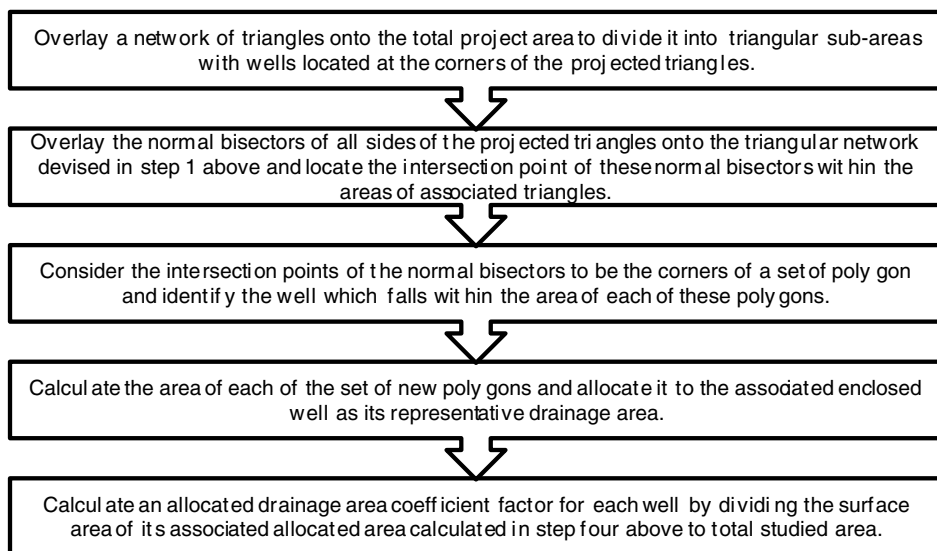 Overlay a network of triangles onto the total project area to divide it into triangular sub-areas
with wells located at the corners of the projected triangles.
Overlay the normal bisectors of all sides of the projected triangles onto the triangular network
devised in step 1 above and locate the intersection point of these normal bisectors within the
areas of associated triangles.
Consider the intersection points of the normal bisectors to be the corners of a set of polygon
and identify the well which falls within the area of each of these polygons.
Calculate the area of each of the set of new polygons and allocate it to the associated enclosed
well as its representative drainage area.
Calculate an allocated drainage area coefficient factor for each well by dividing the surface
area of its associated allocated area calculated in step four above to total studied area.